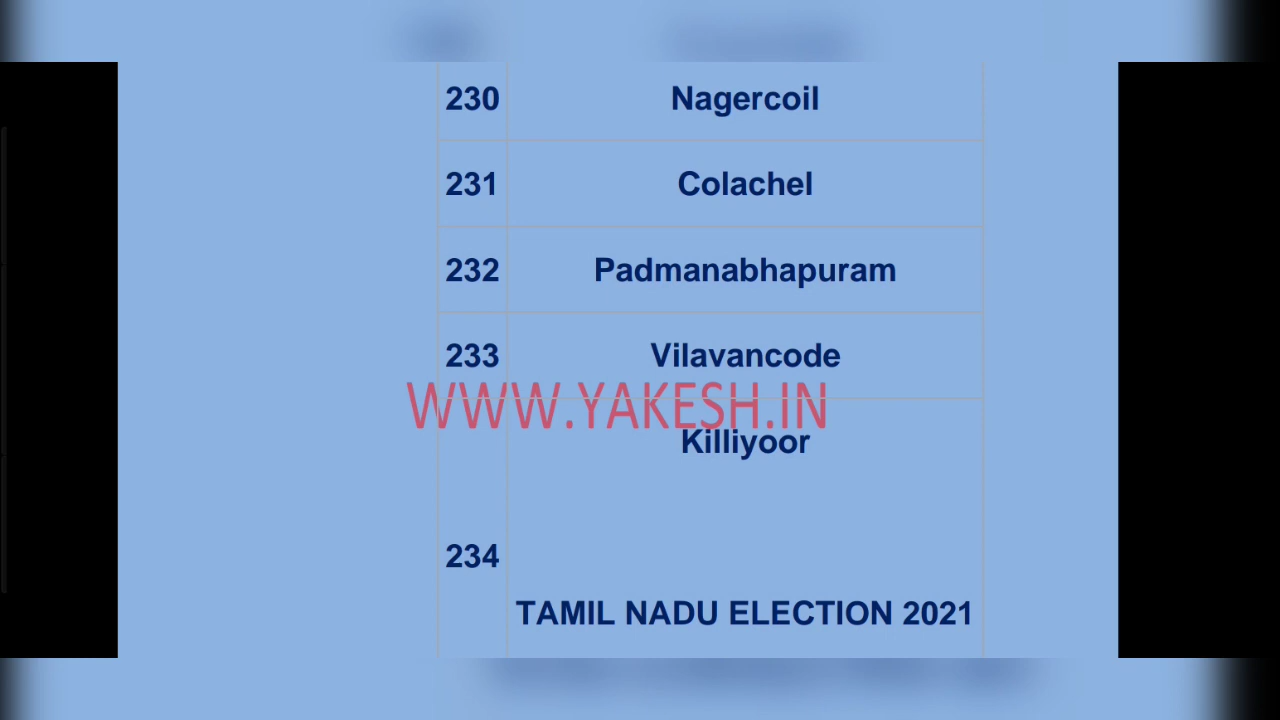 230 Nagercoil
231 Colachel
232 Padmanabhapuram
233 Vilavancode
WWW.YAKESH.IN
Killiyoor
234
TAMIL NADU ELECTION 2021